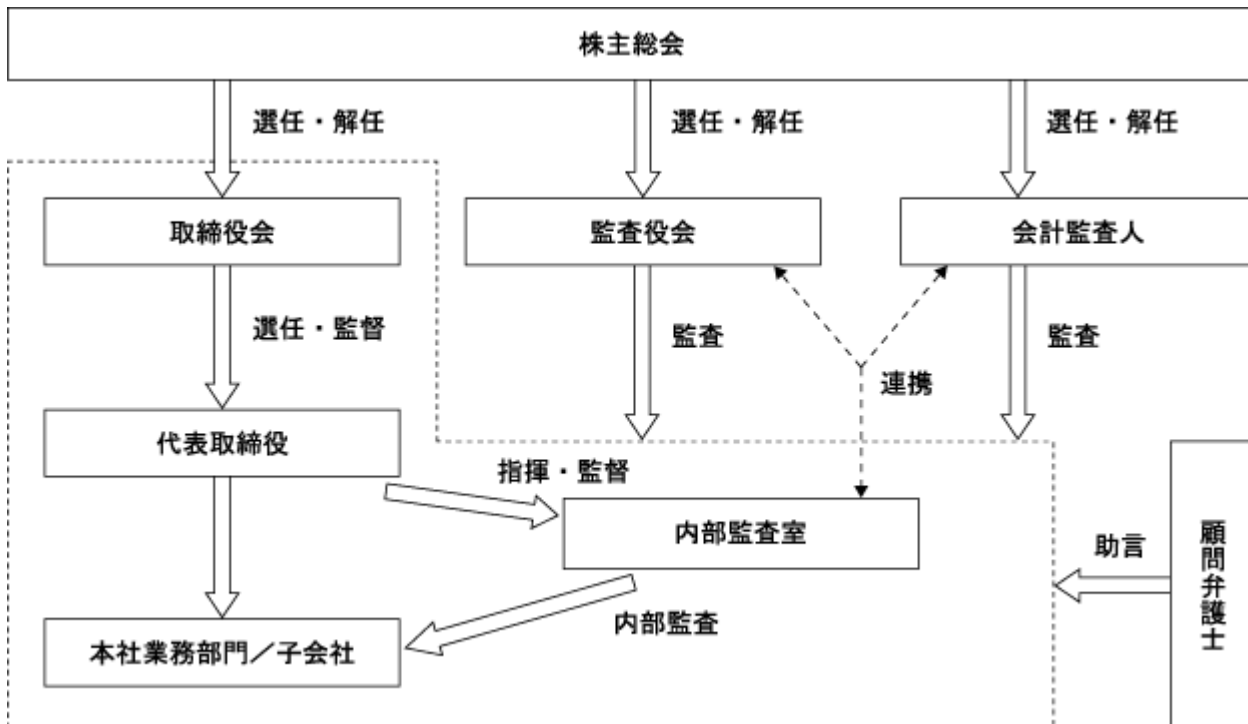 株主総会
選任・解任
選任・解任
選任・解任
取締役会
監査役会
会計監査人
選任・監督
監査
監査
連携
代表取締役
指揮・監督
内部監査室
助言
顧問弁護士
内部監査
本社業務部門／子会社